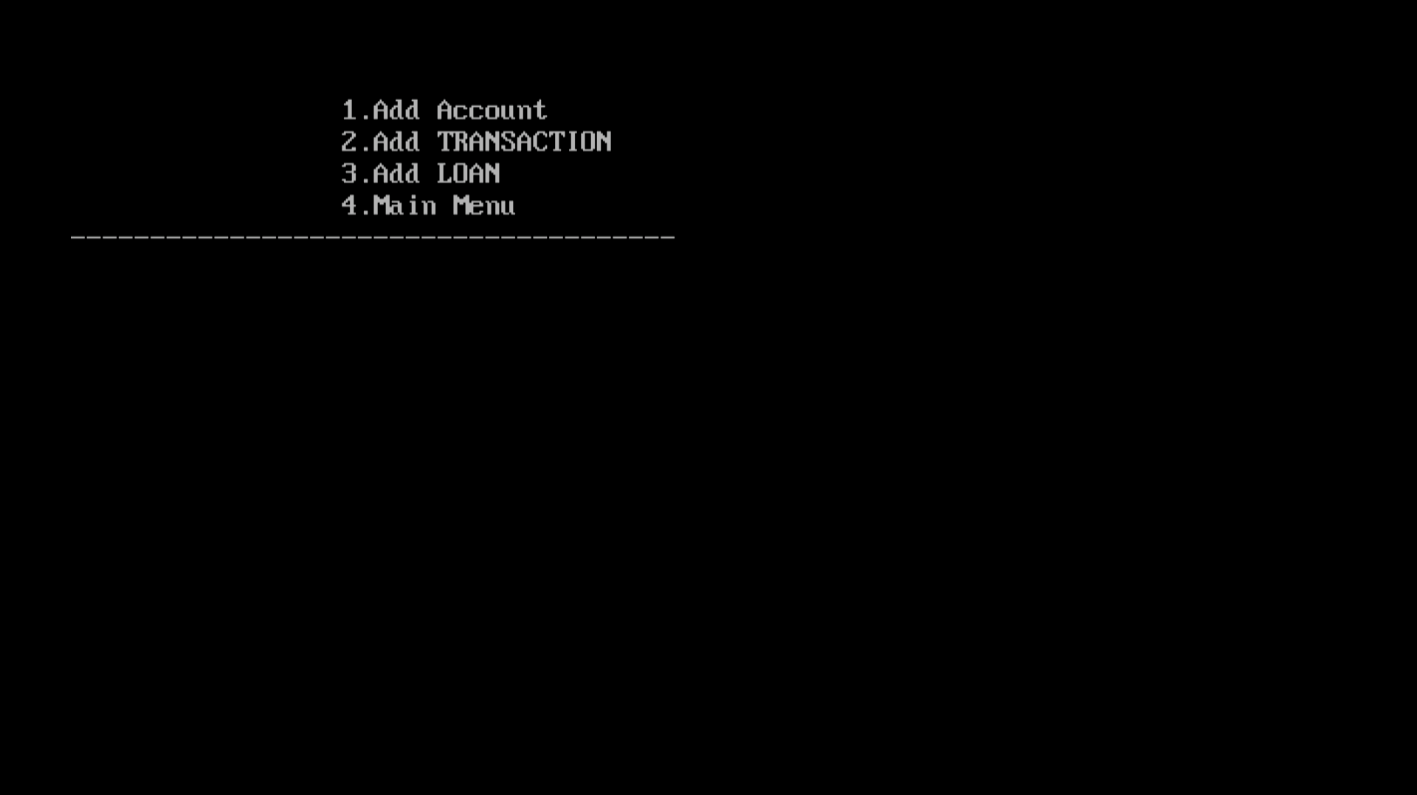 1.Add Account
2.Add TRANSACTION
3.Add LOAN
4.Main Menu
--------------------------------------